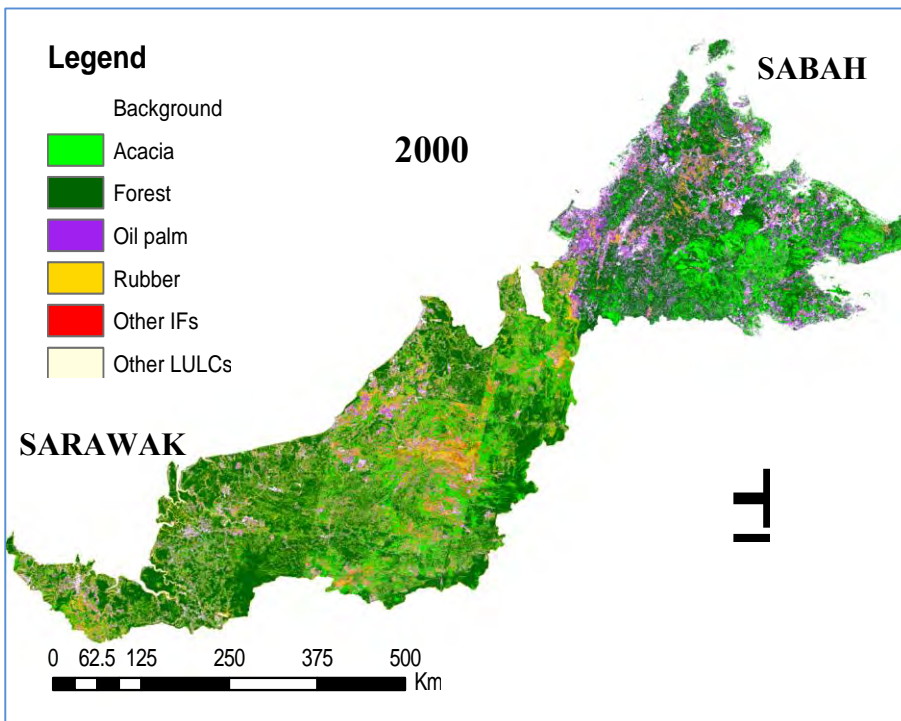 Legend
Background
Acacia
Forest
Oil palm
Rubber
Other IFs
Other LULCs
2000
SABAH
SARAWAK
0 62.5 125 250 375 500
Km